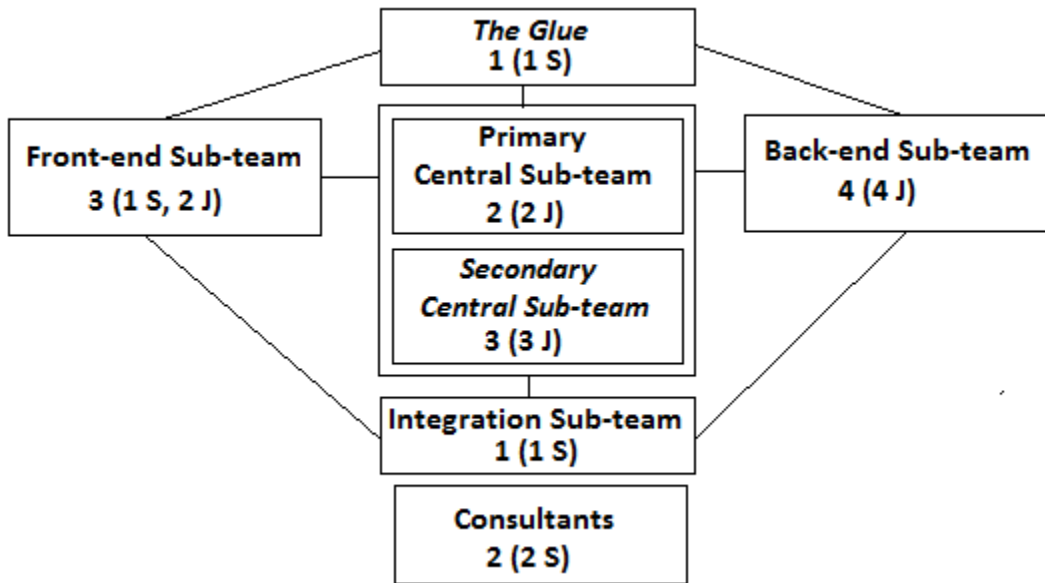 The Glue
1 (1 S)
Front-end Sub-team
3 (1 S, 2 J)
Primary
Central Sub-team
2 (2 J)
Back-end Sub-team
4 (4 J)
Secondary
Central Sub-team
3 (3 J)
Integration Sub-team
1 (1 S)
Consultants
2 (2 S)